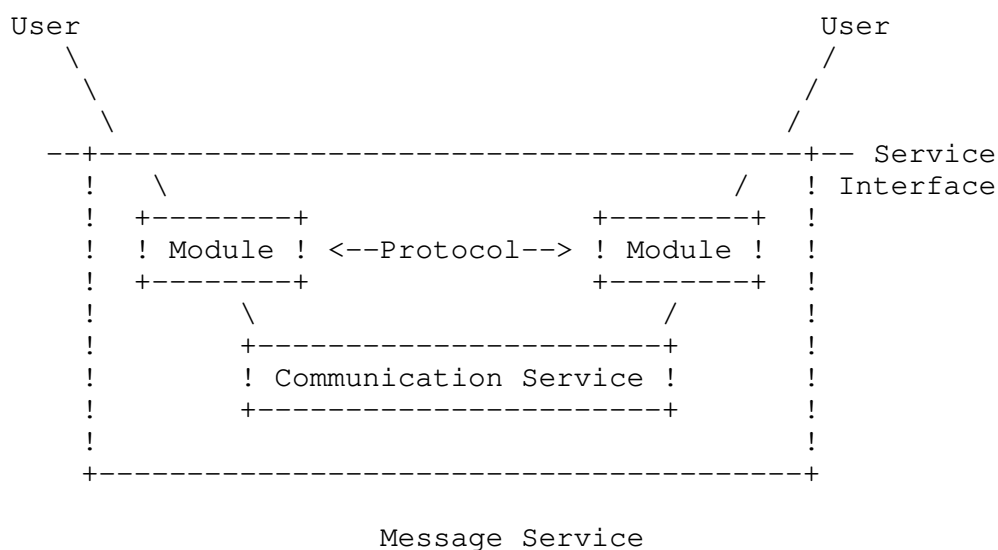 User User
--+-----------------------------------------+-- Service
! \ / ! Interface
! +--------+ +--------+ !
! ! Module ! <--Protocol--> ! Module ! !
! +--------+ +--------+ !
! \ / !
! +-----------------------+ !
! ! Communication Service ! !
! +-----------------------+ !
! !
+-----------------------------------------+
Message Service